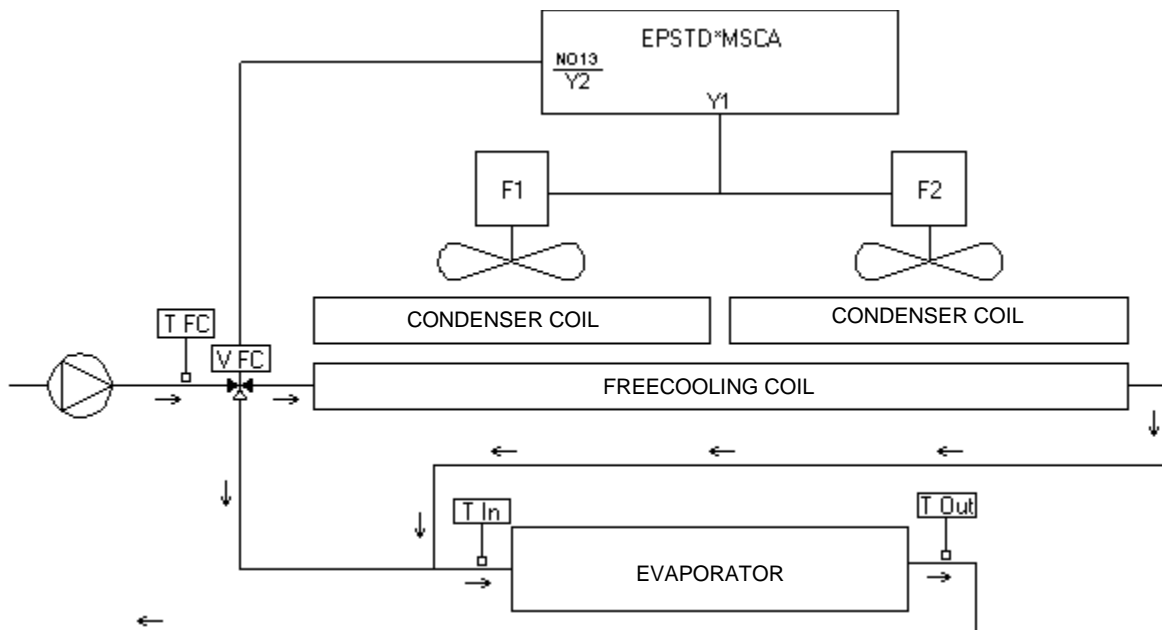 EPSTD*MSCA
NO13
Y2
Y1
F1
F2
CONDENSER COIL
CONDENSER COIL
T FC
V FC
FREECOOLING COIL
T In
T Out
EVAPORATOR